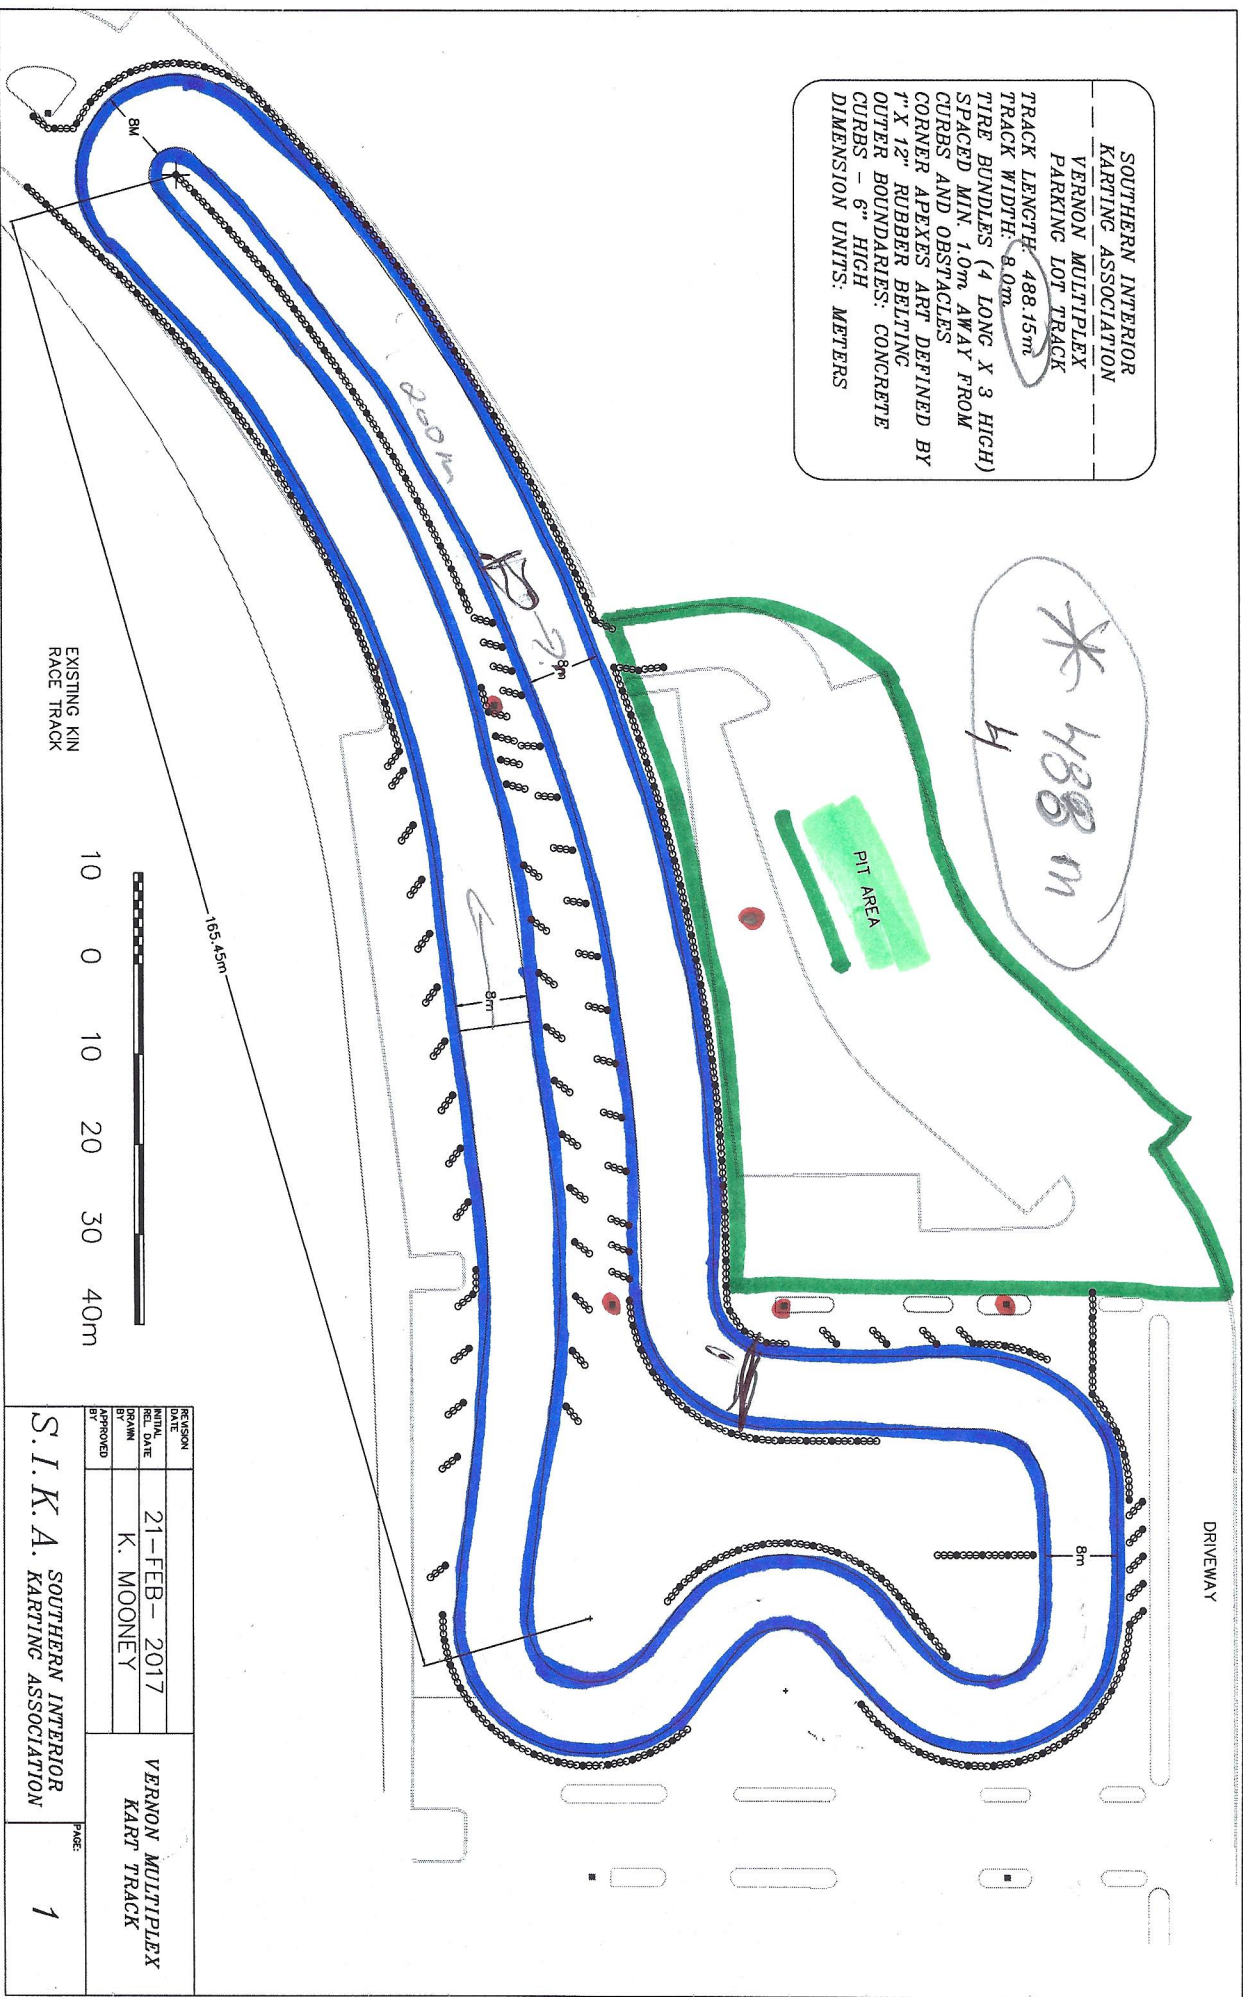 SOUTHERN INTERIOR
KARTING ASSOCIATION
VERNON MULTIPLEX
PARKING LOT TRACK
TRACK LENGTH: 488.15m
TRACK WIDTH: 8.0m
TIRE BUNDLES (4 LONG X 3 HIGH)
SPACED MIN. 1.0m AWAY FROM
CURBS AND OBSTACLES
CORNER APEXES ART DEFINED BY
1" X 12" RUBBER BELTING
OUTER BOUNDARIES: CONCRETE
CURBS - 6" HIGH
DIMENSION UNITS: METERS
* 488 m
4
DRIVEWAY
PIT AREA
8M
200 m
8m
8m
8m
165.45m
EXISTING KIN
RACE TRACK
10 0 10 20 30 40m
REVISION
DATE
INITIAL
REL. DATE
21-FEB-2017
DRAWN
BY
K. MOONEY
APPROVED
BY
VERNON MULTIPLEX
KART TRACK
S.I.K.A. SOUTHERN INTERIOR
KARTING ASSOCIATION
PAGE:
1